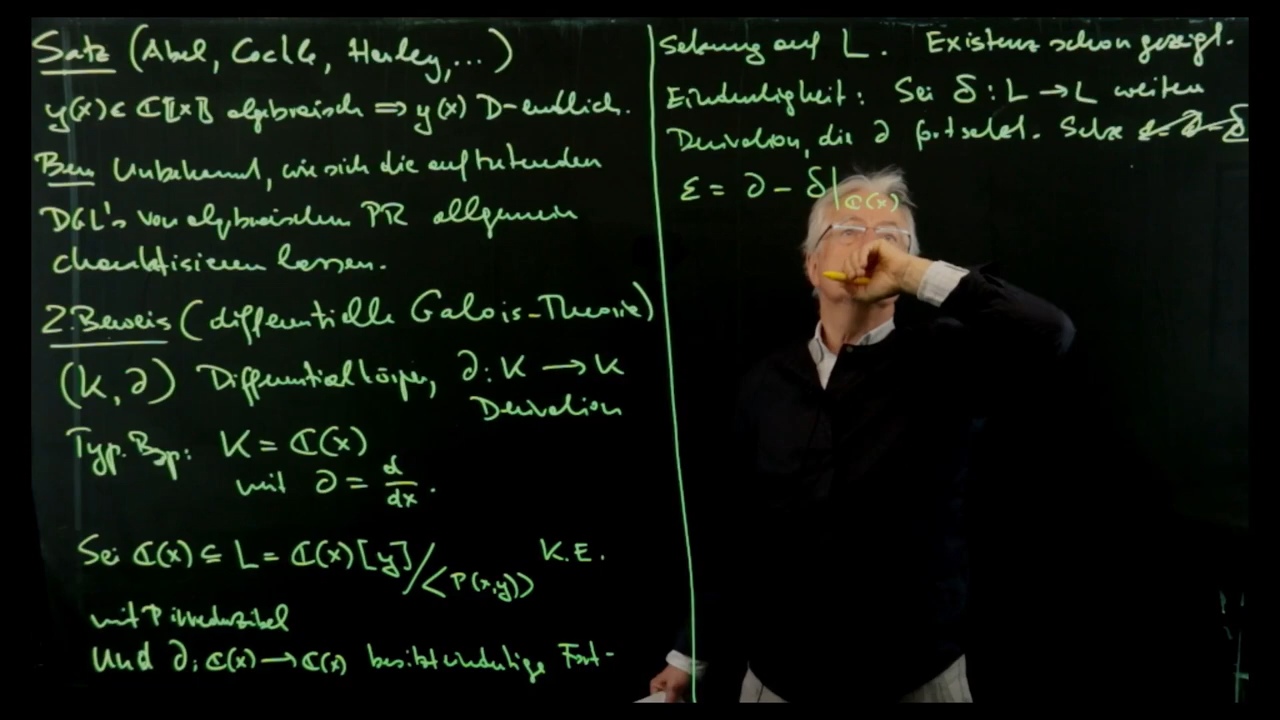 Satz (Abel, Cockle, Harley, ...)
y(x) ∈ ℂ[[x]] algebraisch ⟹ y(x) D-endlich.
Bem Unbekannt, wie sich die auftretenden
DGL's von algebraischen PR allgemein
charakterisieren lassen.
2. Beweis (differentielle Galois-Theorie)
(K, ∂) Differentialkörper, ∂: K → K
Derivation
Typ. Bsp: K = ℂ(x)
mit ∂ = d/dx.
Sei ℂ(x) ⊆ L = ℂ(x)[y]/<P(x,y)> K.E.
mit P irreduzibel
Und ∂: ℂ(x) → ℂ(x) besitzt eindeutige Fort-
setzung auf L. Existenz schon gezeigt.
Eindeutigkeit: Sei δ: L → L weitere
Derivation, die ∂ fortsetzt. Setze
ε = ∂ - δ|ℂ(x)